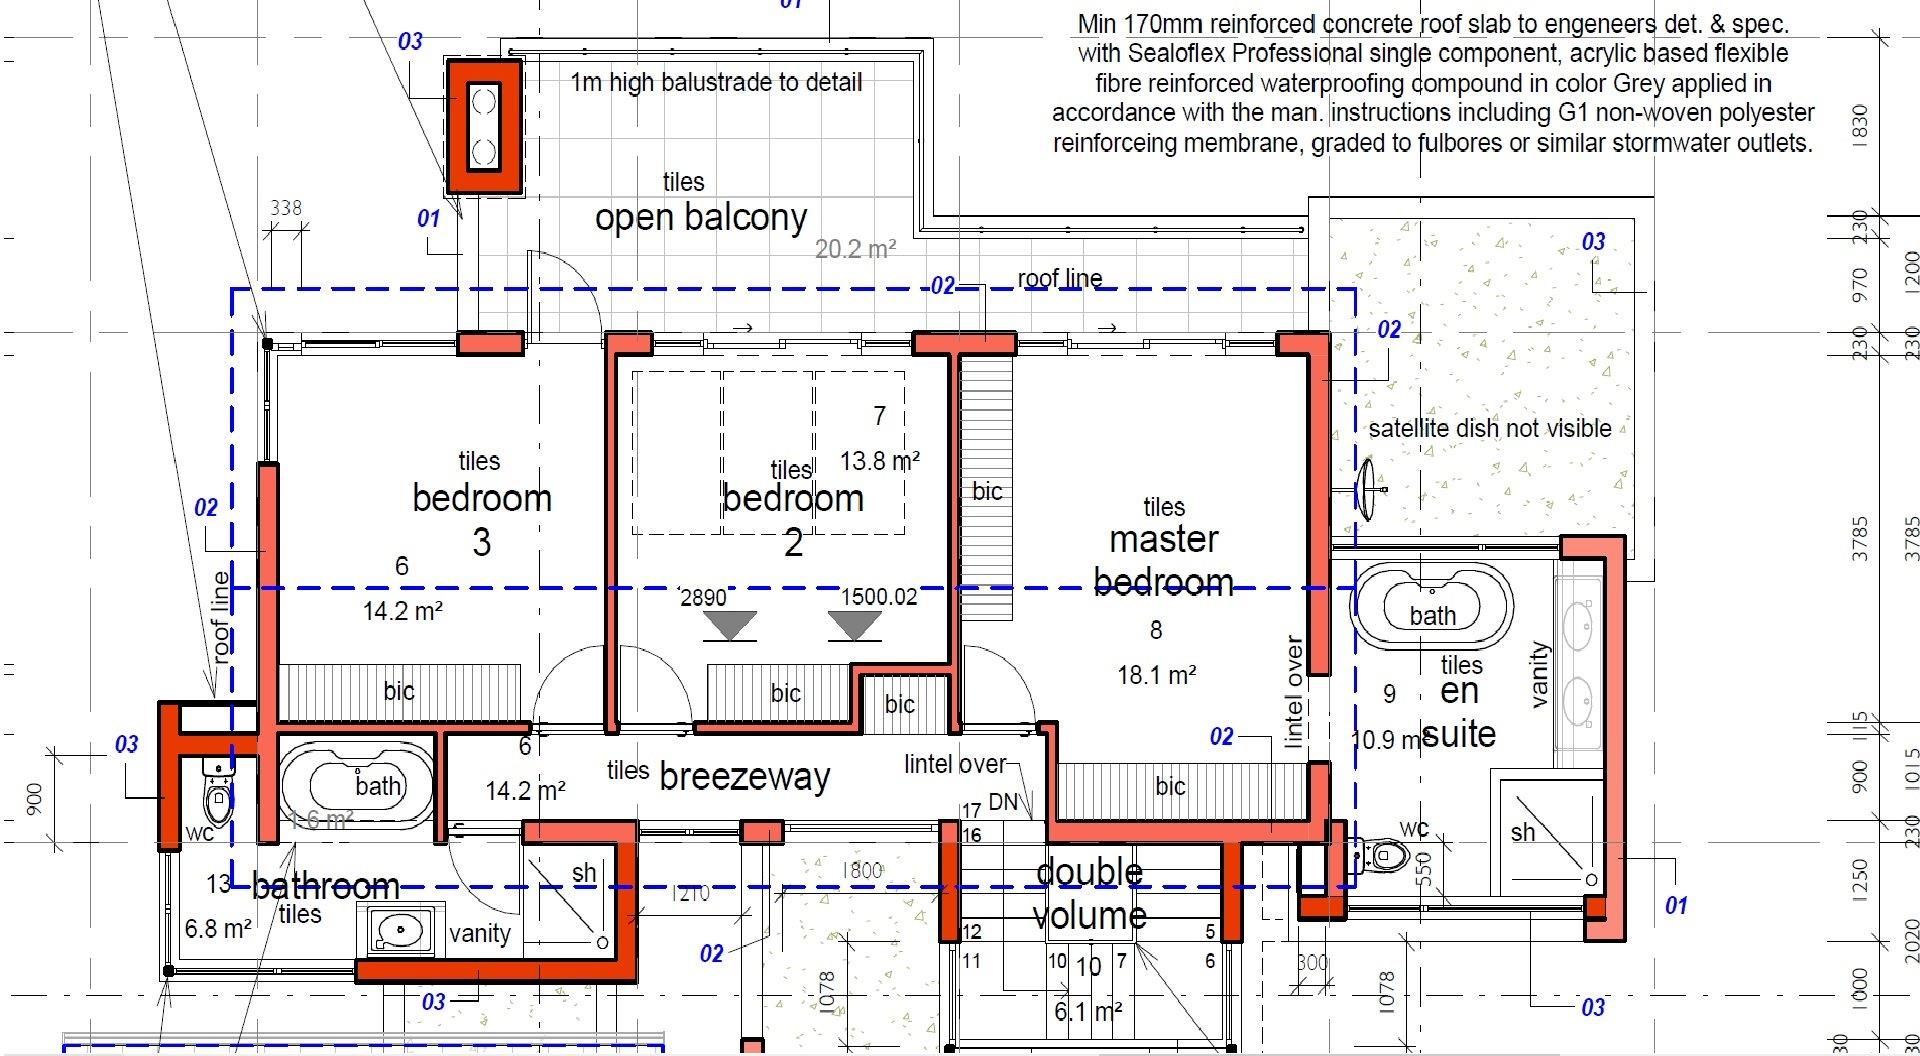 01
Min 170mm reinforced concrete roof slab to engeneers det. & spec.
with Sealoflex Professional single component, acrylic based flexible
fibre reinforced waterproofing compound in color Grey applied in
accordance with the man. instructions including G1 non-woven polyester
reinforceing membrane, graded to fulbores or similar stormwater outlets.
03
1m high balustrade to detail
1830
tiles
open balcony
20.2 m²
338
01
230
03
970
1200
02
roof line
02
230
230
7
13.8 m²
satellite dish not visible
tiles
bedroom
3
tiles
bedroom
2
bic
tiles
master
bedroom
02
3785
3785
6
14.2 m²
2890
1500.02
8
18.1 m²
roof line
bath
tiles
en
suite
vanity
9
10.9 m²
lintel over
bic
bic
bic
115
03
02
6
14.2 m²
tiles
breezeway
lintel over
bath
1.6 m²
bic
900
900
1015
DN
17
16
wc
wc
sh
550
230
13
bathroom
tiles
6.8 m²
sh
vanity
1210
1800
double
volume
1250
01
02
12
11
10
10
7
5
6
6.1 m²
300
2020
03
1078
1078
03
1000
30
30